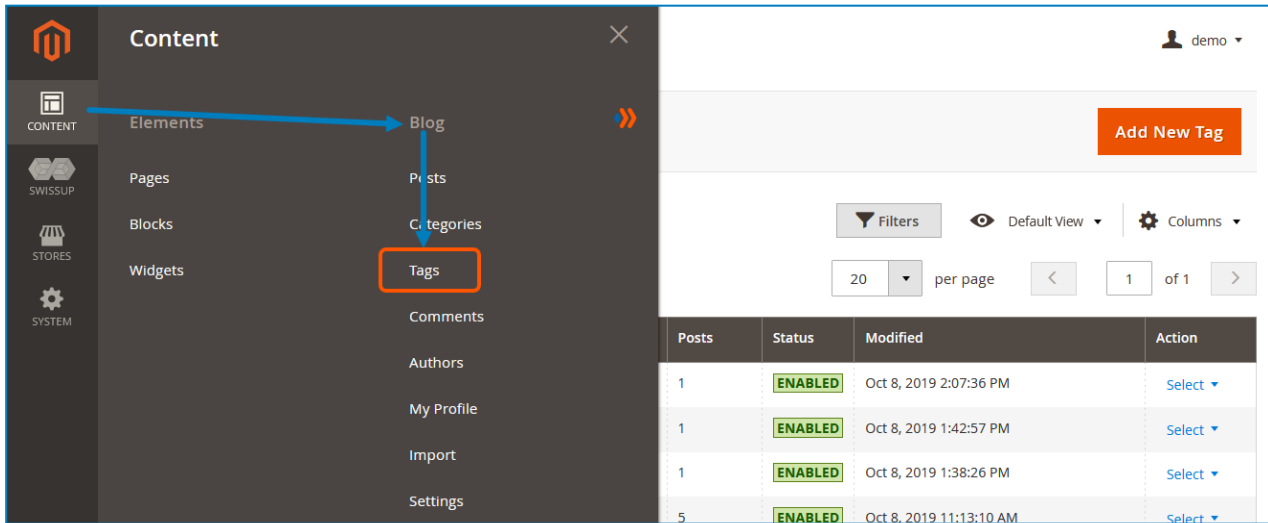 Content
demo
CONTENT
Elements
Blog
Add New Tag
SWISSUP
Pages
Posts
Blocks
Categories
Filters
Default View
Columns
STORES
Widgets
Tags
20
per page
1
of 1
SYSTEM
Comments
Posts
Status
Modified
Action
Authors
1
ENABLED
Oct 8, 2019 2:07:36 PM
Select
My Profile
1
ENABLED
Oct 8, 2019 1:42:57 PM
Select
Import
1
ENABLED
Oct 8, 2019 1:38:26 PM
Select
Settings
5
ENABLED
Oct 8, 2019 11:13:10 AM
Select